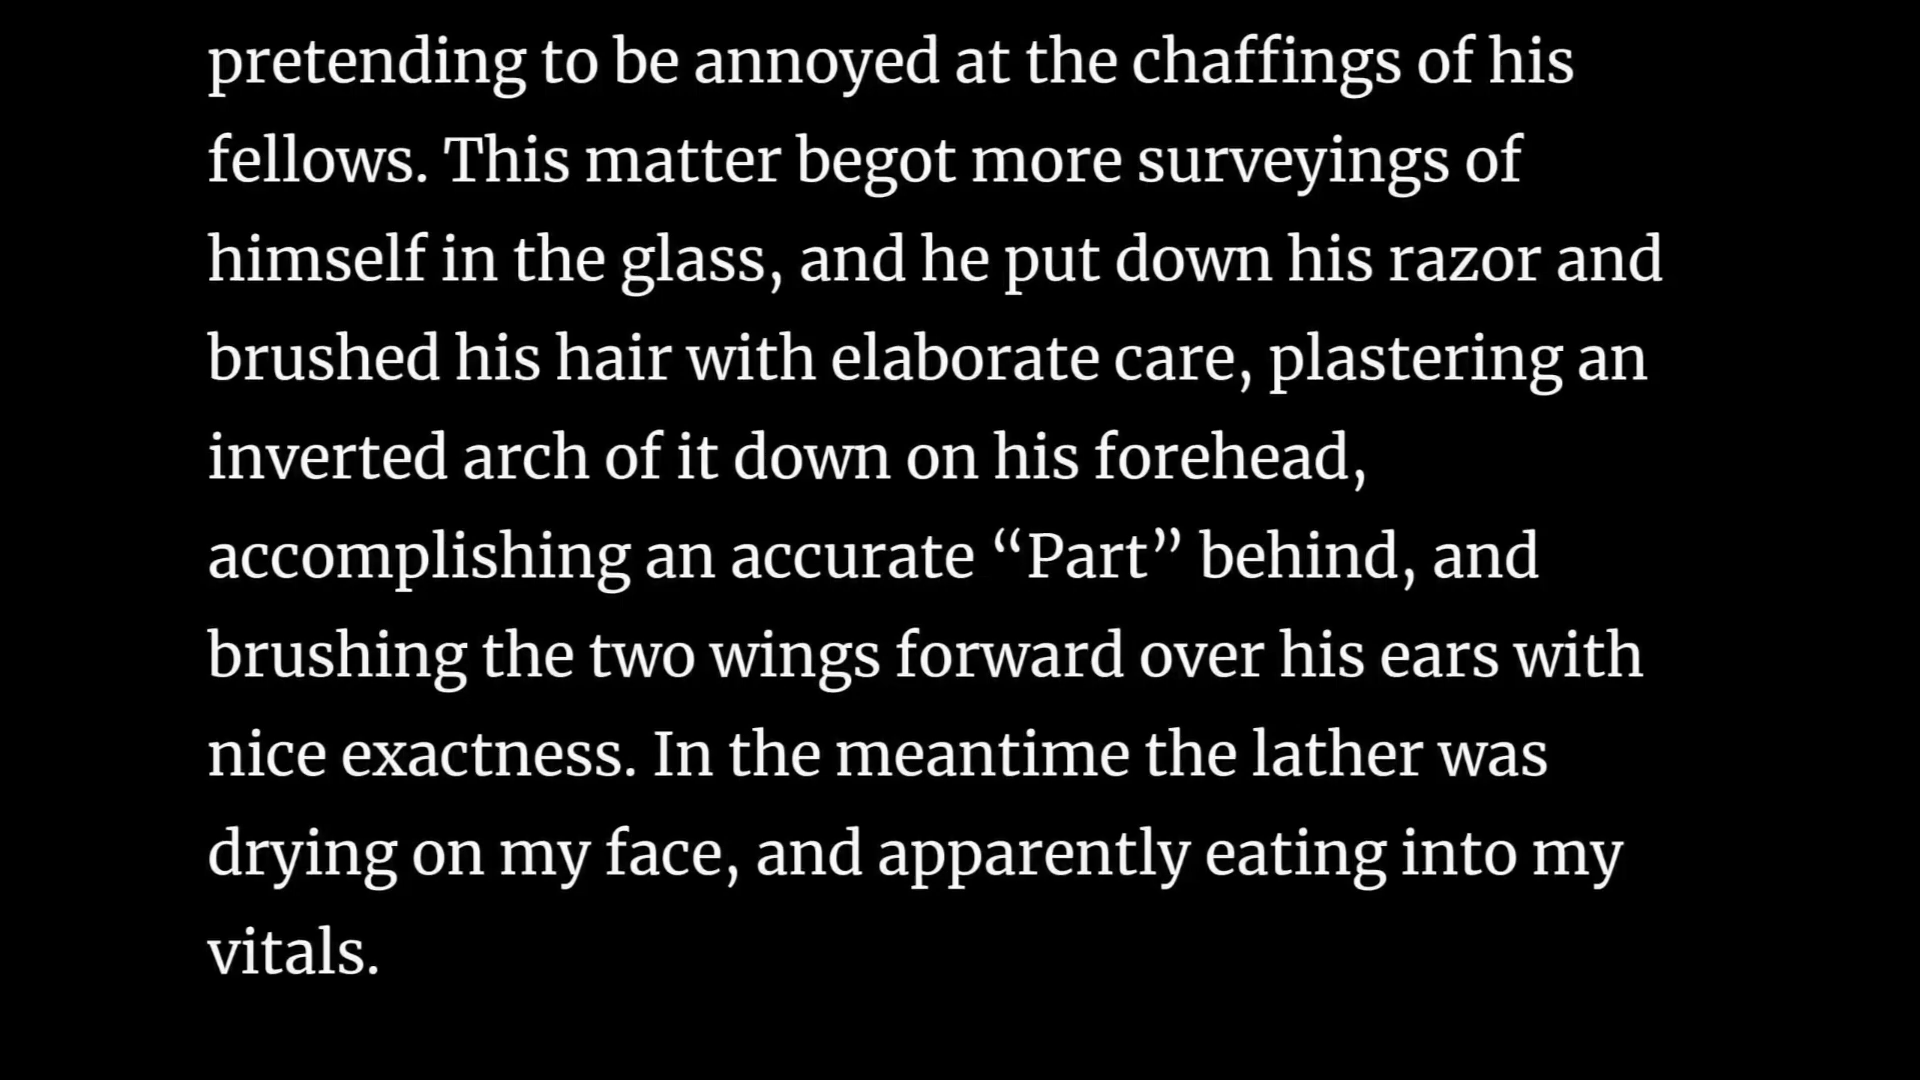 pretending to be annoyed at the chaffings of his
fellows. This matter begot more surveyings of
himself in the glass, and he put down his razor and
brushed his hair with elaborate care, plastering an
inverted arch of it down on his forehead,
accomplishing an accurate “Part” behind, and
brushing the two wings forward over his ears with
nice exactness. In the meantime the lather was
drying on my face, and apparently eating into my
vitals.